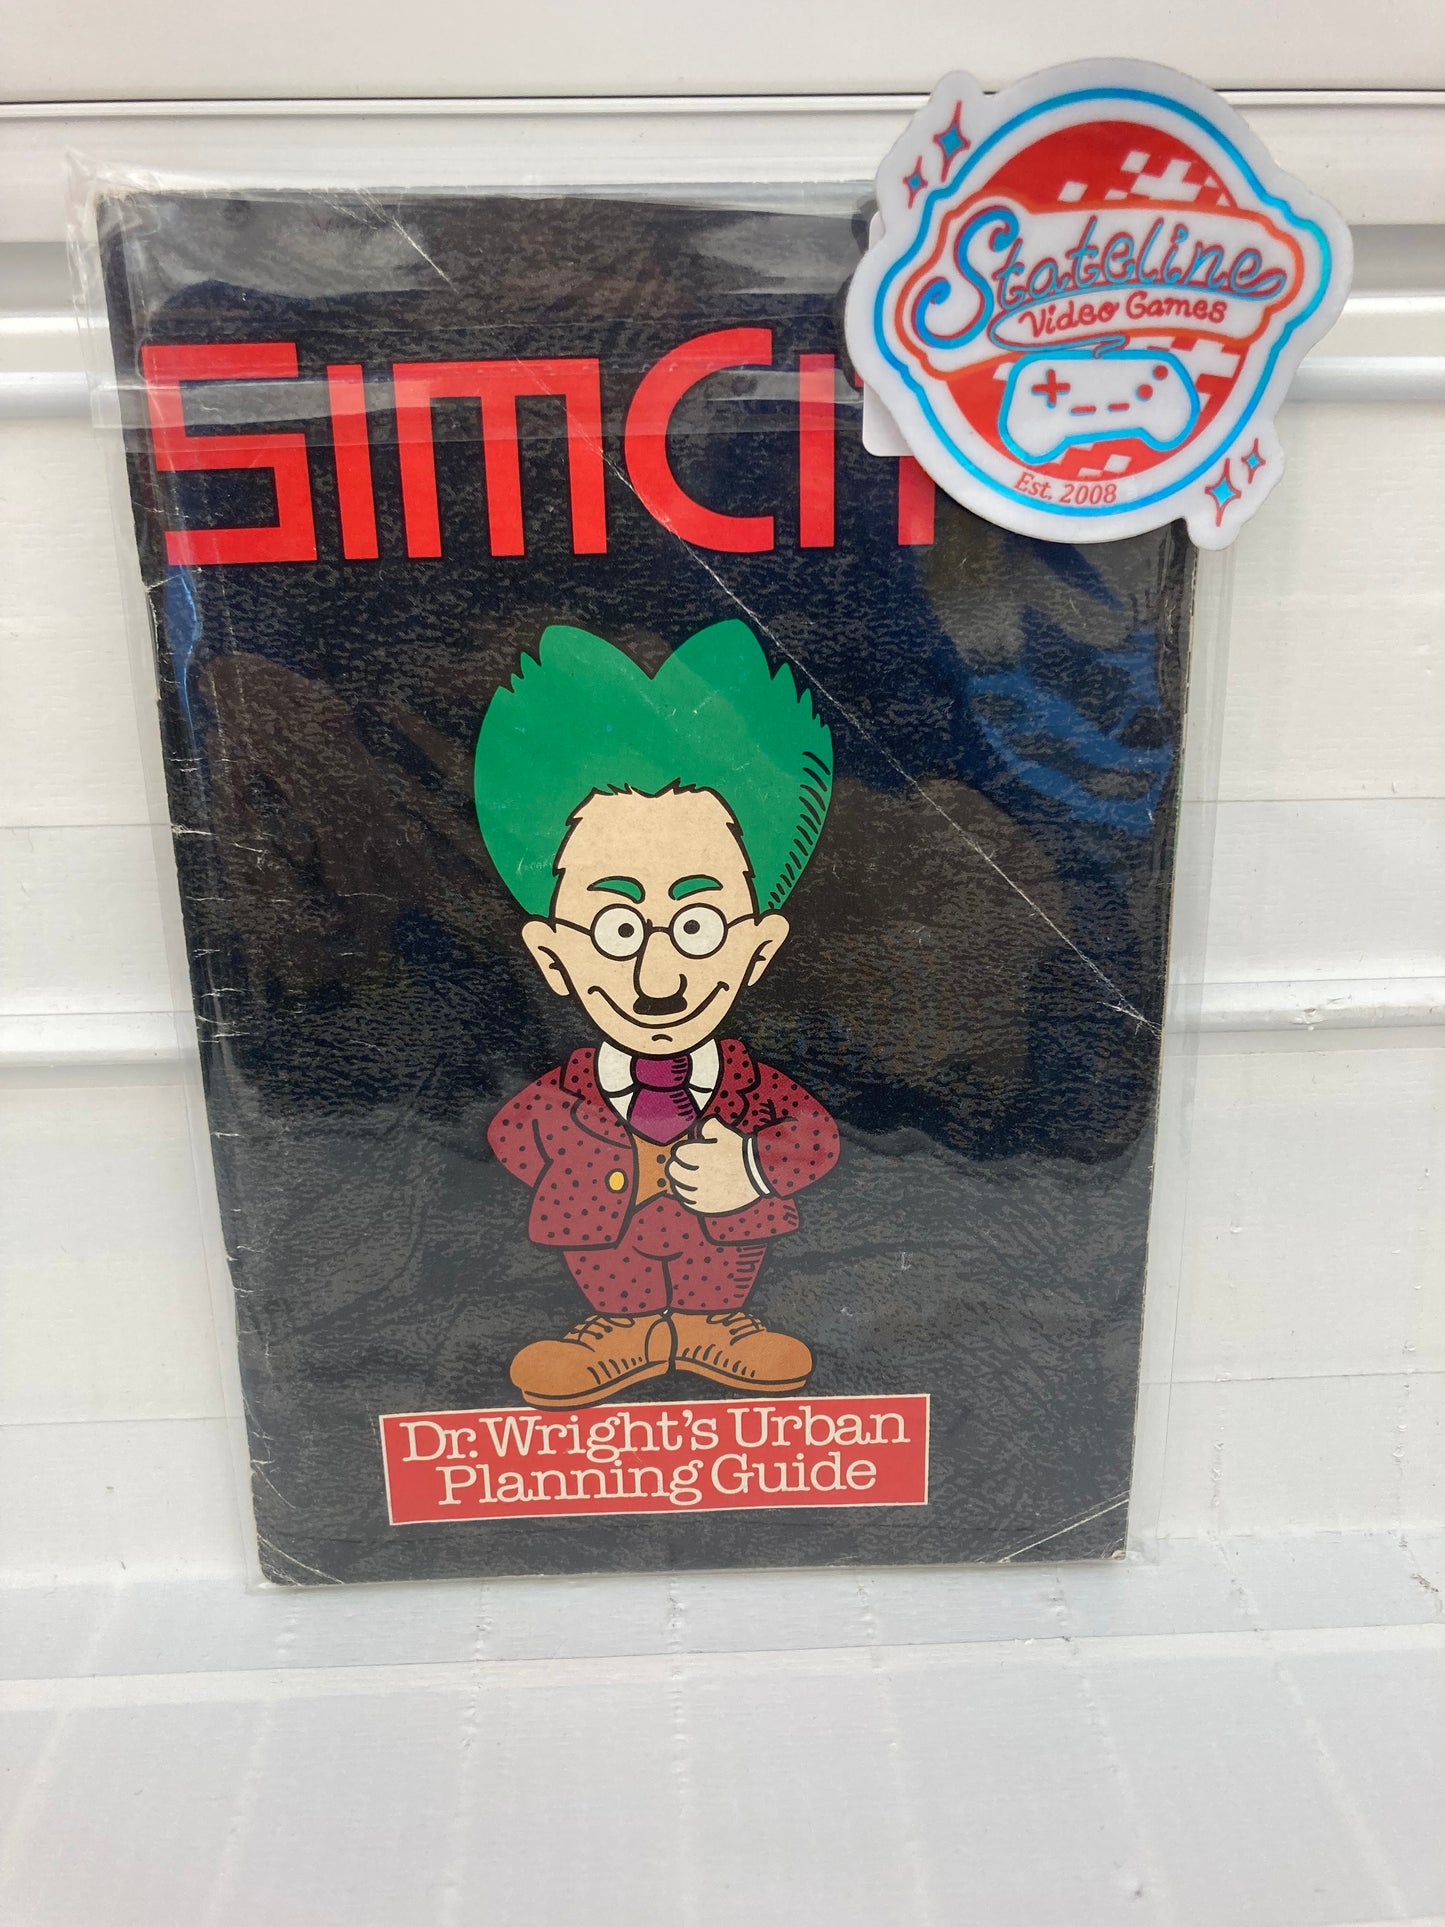 SIMCIT
Stateline
Video Games
Est. 2008
Dr. Wright's Urban
Planning Guide